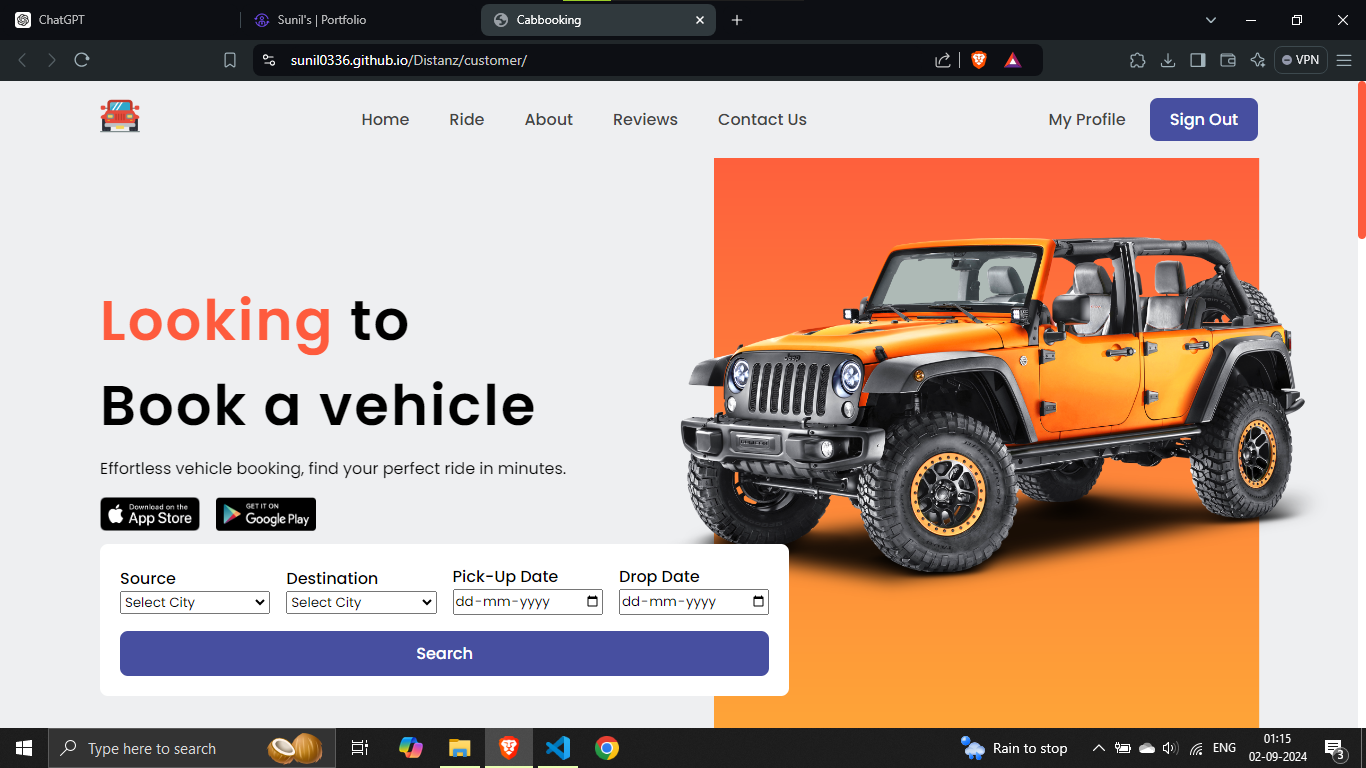 ChatGPT
Sunil's | Portfolio
Cabbooking
sunil0336.github.io/Distanz/customer/
VPN
Home
Ride
About
Reviews
Contact Us
My Profile
Sign Out
Looking to
Book a vehicle
Effortless vehicle booking, find your perfect ride in minutes.
Download on the
App Store
GET IT ON
Google Play
Jeep
Source
Destination
Pick-Up Date
Drop Date
Select City
Select City
dd-mm-yyyy
dd-mm-yyyy
Search
Type here to search
Rain to stop
ENG
01:15
02-09-2024
3